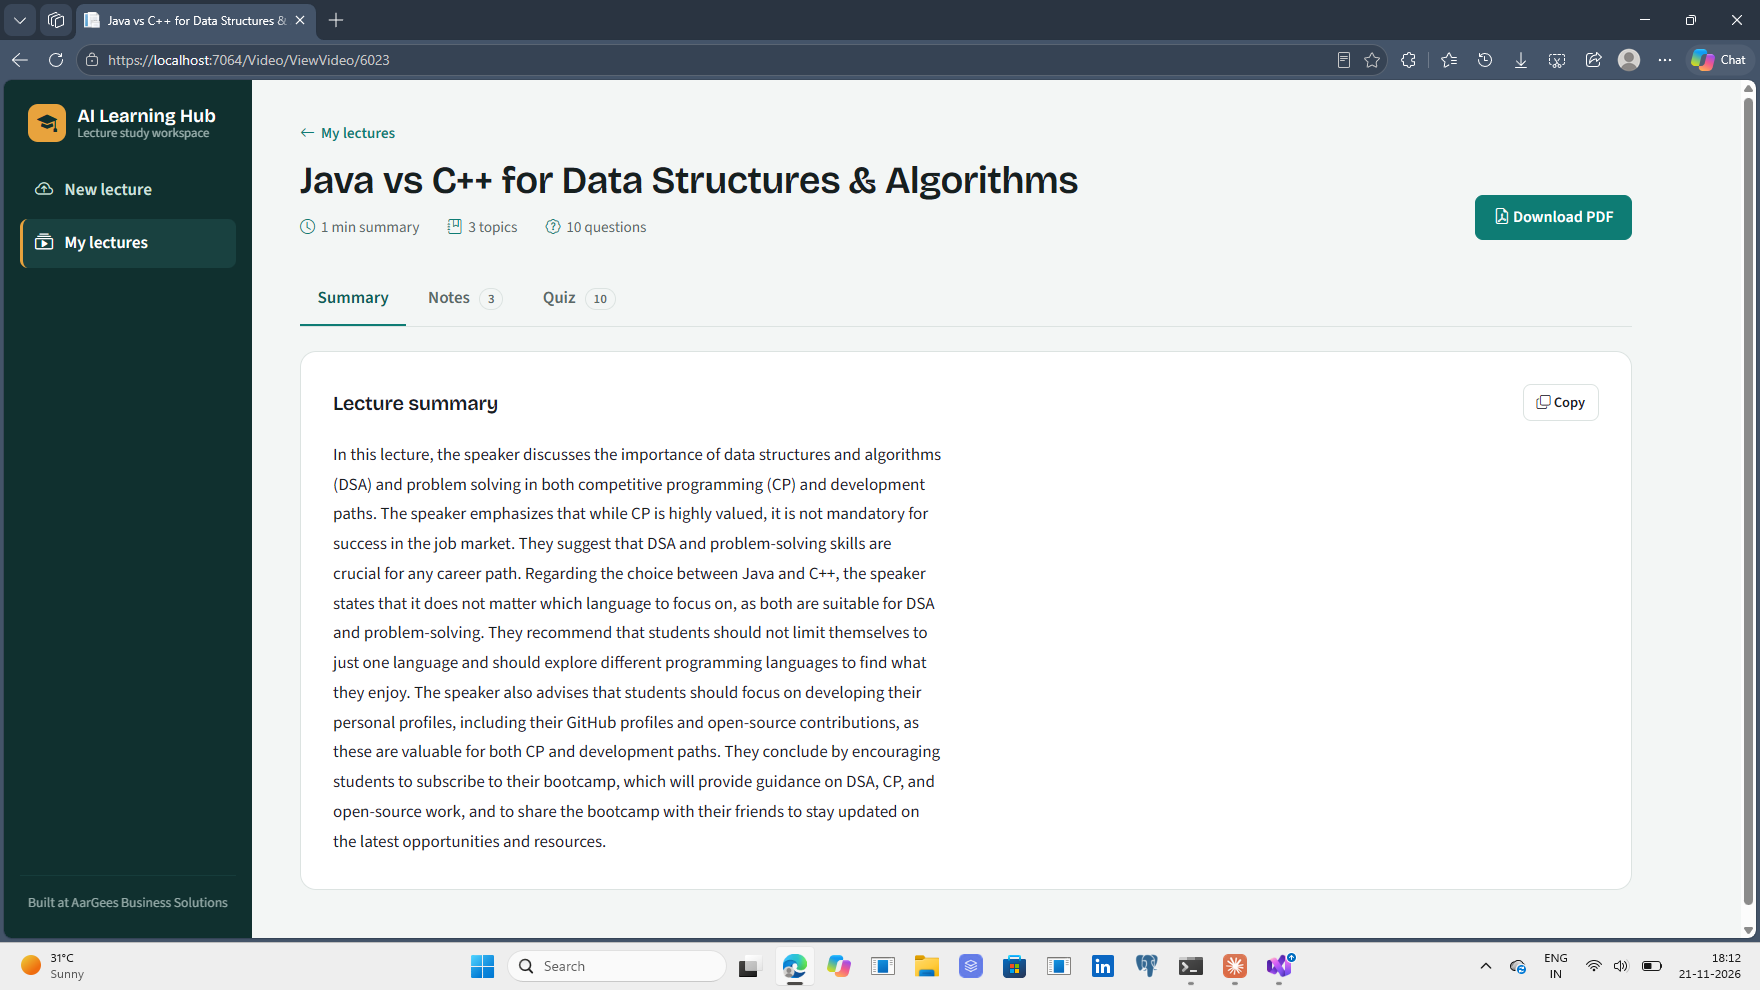 Java vs C++ for Data Structures &
https://localhost:7064/Video/ViewVideo/6023
Chat
AI Learning Hub
Lecture study workspace
New lecture
My lectures
Built at AarGees Business Solutions
My lectures
Java vs C++ for Data Structures & Algorithms
1 min summary 3 topics 10 questions
Download PDF
Summary Notes 3 Quiz 10
Lecture summary
Copy
In this lecture, the speaker discusses the importance of data structures and algorithms
(DSA) and problem solving in both competitive programming (CP) and development
paths. The speaker emphasizes that while CP is highly valued, it is not mandatory for
success in the job market. They suggest that DSA and problem-solving skills are
crucial for any career path. Regarding the choice between Java and C++, the speaker
states that it does not matter which language to focus on, as both are suitable for DSA
and problem-solving. They recommend that students should not limit themselves to
just one language and should explore different programming languages to find what
they enjoy. The speaker also advises that students should focus on developing their
personal profiles, including their GitHub profiles and open-source contributions, as
these are valuable for both CP and development paths. They conclude by encouraging
students to subscribe to their bootcamp, which will provide guidance on DSA, CP, and
open-source work, and to share the bootcamp with their friends to stay updated on
the latest opportunities and resources.
31°C
Sunny
Search
in
ENG
IN
18:12
21-11-2026